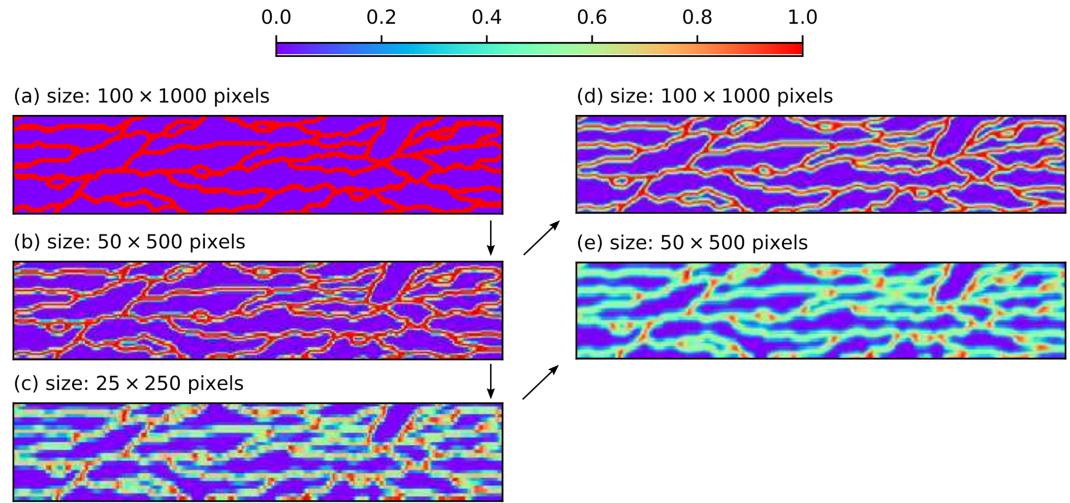 0.0 0.2 0.4 0.6 0.8 1.0
(a) size: 100 × 1000 pixels
(d) size: 100 × 1000 pixels
(b) size: 50 × 500 pixels
(e) size: 50 × 500 pixels
(c) size: 25 × 250 pixels